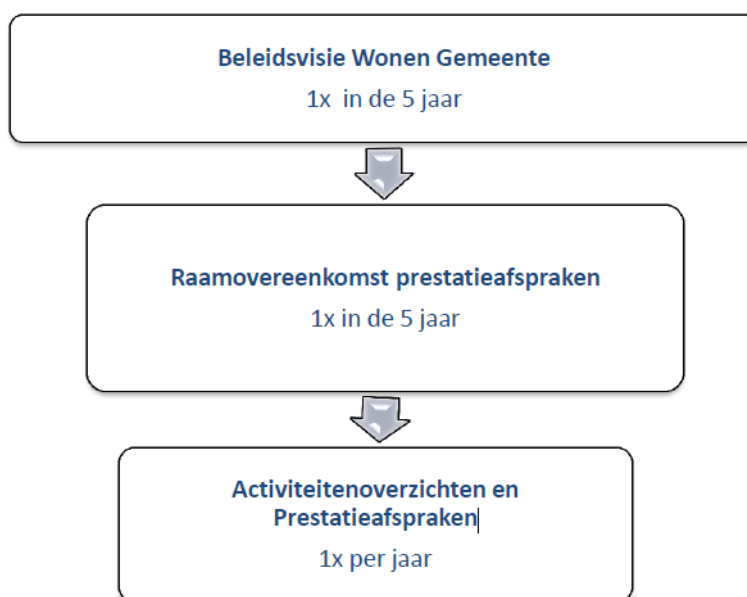 Beleidsvisie Wonen Gemeente
1x in de 5 jaar
Raamovereenkomst prestatieafspraken
1x in de 5 jaar
Activiteitenoverzichten en
Prestatieafspraken
1x per jaar